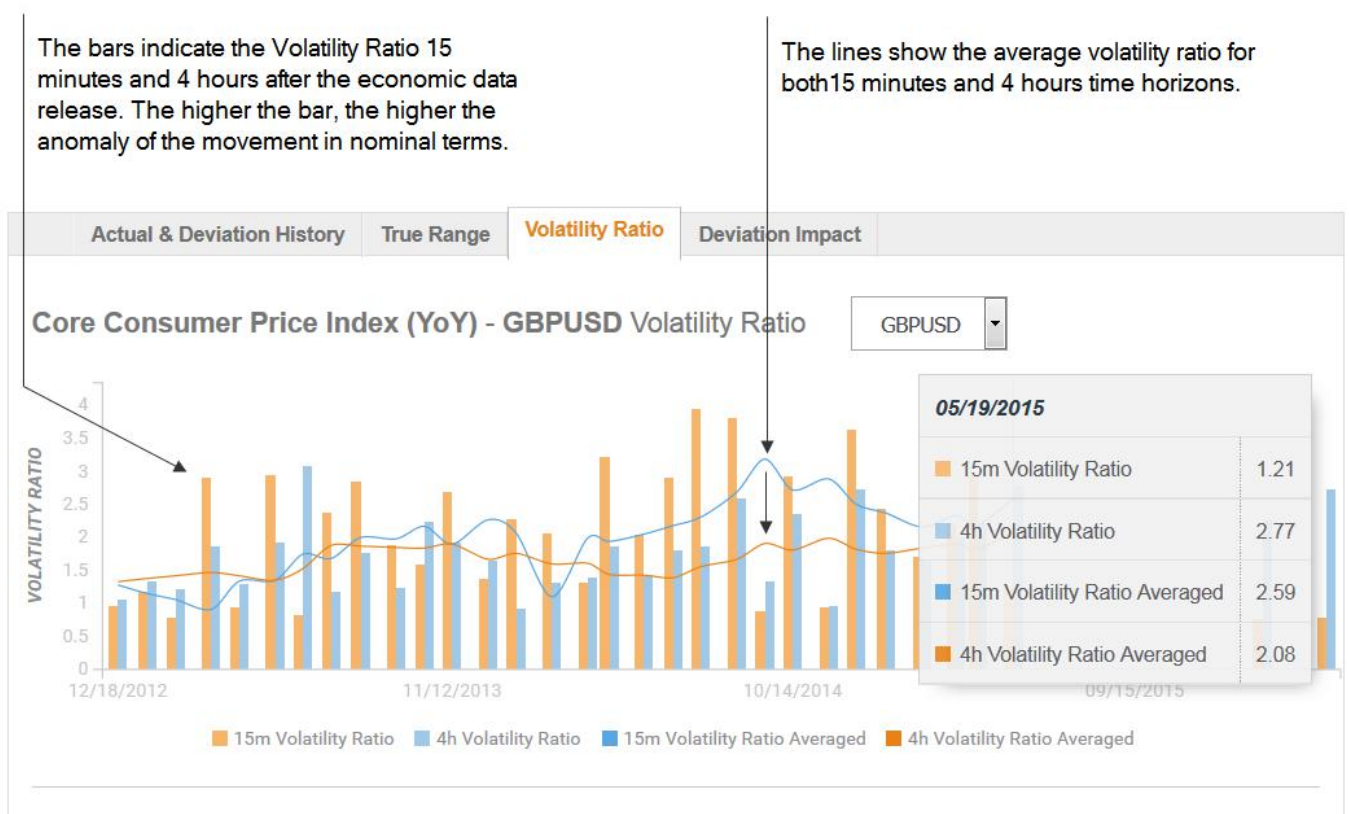 The bars indicate the Volatility Ratio 15
minutes and 4 hours after the economic data
release. The higher the bar, the higher the
anomaly of the movement in nominal terms.
The lines show the average volatility ratio for
both15 minutes and 4 hours time horizons.
Actual & Deviation History True Range Volatility Ratio Deviation Impact
Core Consumer Price Index (YoY) - GBPUSD Volatility Ratio GBPUSD
VOLATILITY RATIO
4
3.5
3
2.5
2
1.5
1
0.5
0
05/19/2015
15m Volatility Ratio 1.21
4h Volatility Ratio 2.77
15m Volatility Ratio Averaged 2.59
4h Volatility Ratio Averaged 2.08
12/18/2012 11/12/2013 10/14/2014 09/15/2015
15m Volatility Ratio 4h Volatility Ratio 15m Volatility Ratio Averaged 4h Volatility Ratio Averaged